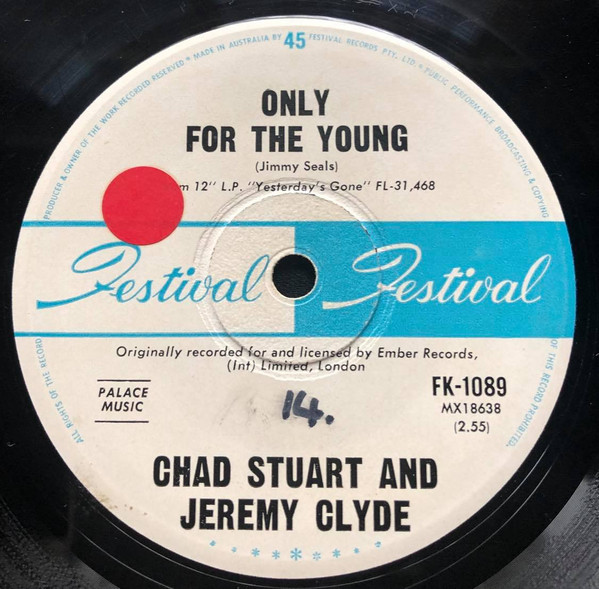 PRODUCER & OWNER OF THE WORK RECORDED RESERVED * MADE IN AUSTRALIA BY 45 FESTIVAL RECORDS PTY. LTD. * PUBLIC PERFORMANCE BROADCASTING & COPYING
ONLY
FOR THE YOUNG
(Jimmy Seals)
12" L.P. "Yesterday's Gone" FL-31,468
Festival Festival
Originally recorded for and licensed by Ember Records,
(Int) Limited, London
PALACE
MUSIC
FK-1089
MX18638
(2.55)
14.
CHAD STUART AND
JEREMY CLYDE
ALL RIGHTS OF THE RECORD
OF THIS RECORD PROHIBITED.